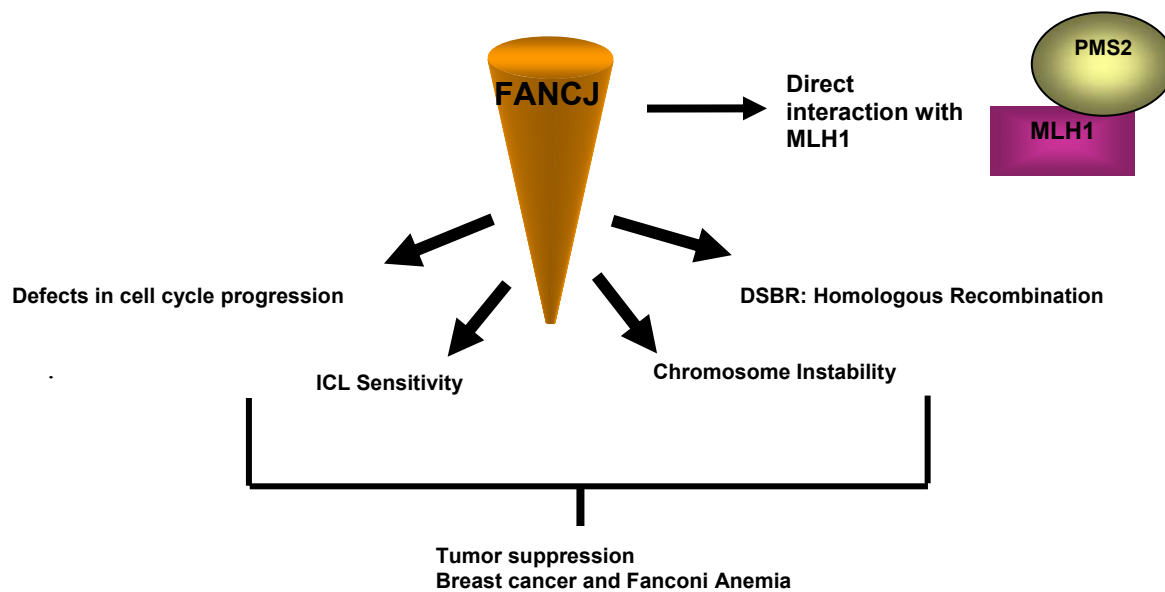 FANCJ
Direct
interaction with
MLH1
PMS2
MLH1
Defects in cell cycle progression
DSBR: Homologous Recombination
ICL Sensitivity
Chromosome Instability
.
Tumor suppression
Breast cancer and Fanconi Anemia